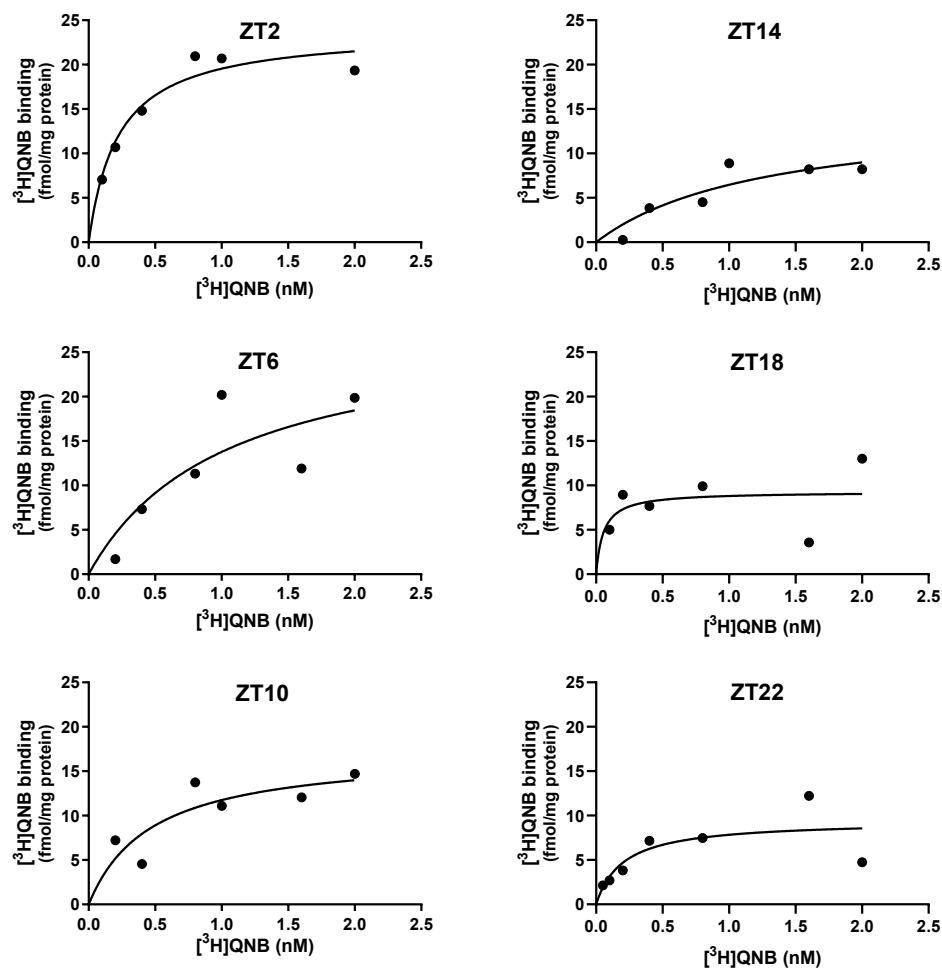 ZT2
[³H]QNB binding
(fmol/mg protein)
25
20
15
10
5
0
0.0 0.5 1.0 1.5 2.0 2.5
[³H]QNB (nM)
ZT14
[³H]QNB binding
(fmol/mg protein)
25
20
15
10
5
0
0.0 0.5 1.0 1.5 2.0 2.5
[³H]QNB (nM)
ZT6
[³H]QNB binding
(fmol/mg protein)
25
20
15
10
5
0
0.0 0.5 1.0 1.5 2.0 2.5
[³H]QNB (nM)
ZT18
[³H]QNB binding
(fmol/mg protein)
25
20
15
10
5
0
0.0 0.5 1.0 1.5 2.0 2.5
[³H]QNB (nM)
ZT10
[³H]QNB binding
(fmol/mg protein)
25
20
15
10
5
0
0.0 0.5 1.0 1.5 2.0 2.5
[³H]QNB (nM)
ZT22
[³H]QNB binding
(fmol/mg protein)
25
20
15
10
5
0
0.0 0.5 1.0 1.5 2.0 2.5
[³H]QNB (nM)